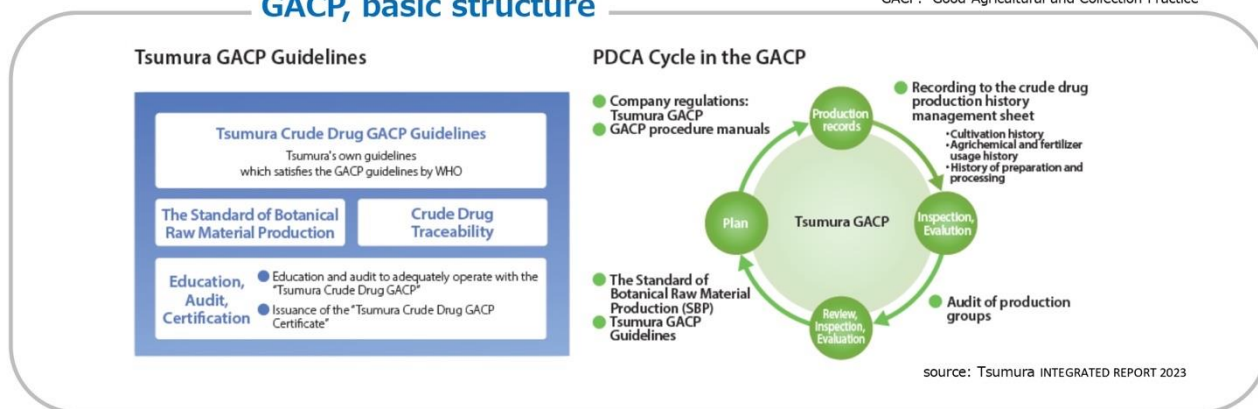 GACP, basic structure
GACP: Good Agricultural and Collection Practice
Tsumura GACP Guidelines
Tsumura Crude Drug GACP Guidelines
Tsumura's own guidelines
which satisfies the GACP guidelines by WHO
The Standard of Botanical
Raw Material Production
Crude Drug
Traceability
Education,
Audit,
Certification
Education and audit to adequately operate with the
"Tsumura Crude Drug GACP"
Issuance of the "Tsumura Crude Drug GACP
Certificate"
PDCA Cycle in the GACP
Company regulations:
Tsumura GACP
GACP procedure manuals
Production
records
Recording to the crude drug
production history
management sheet
•Cultivation history
•Agrichemical and fertilizer
usage history
•History of preparation and
processing
Plan
Tsumura GACP
Inspection,
Evalution
The Standard of
Botanical Raw Material
Production (SBP)
Tsumura GACP
Guidelines
Review,
Inspection,
Evaluation
Audit of production
groups
source: Tsumura INTEGRATED REPORT 2023